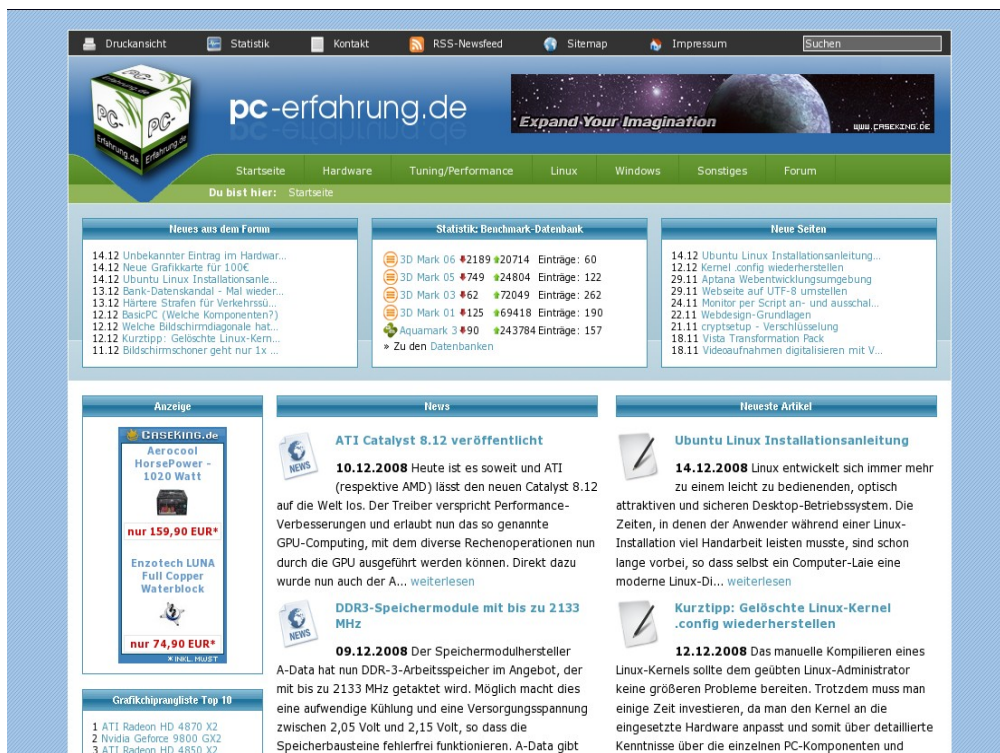 Druckansicht Statistik Kontakt RSS-Newsfeed Sitemap Impressum Suchen
PC- PC- PC- Erfahrung.de Erfahrung.de
pc-erfahrung.de
Expand Your Imagination
www.CASEKING.de
Startseite Hardware Tuning/Performance Linux Windows Sonstiges Forum
Du bist hier: Startseite
Neues aus dem Forum
14.12 Unbekannter Eintrag im Hardwar...
14.12 Neue Grafikkarte für 100€
14.12 Ubuntu Linux Installationsanle...
13.12 Bank-Datenskandal - Mal wieder...
13.12 Härtere Strafen für Verkehrssü...
12.12 BasicPC (Welche Komponenten?)
12.12 Welche Bildschirmdiagonale hat...
12.12 Kurztipp: Gelöschte Linux-Kern...
11.12 Bildschirmschoner geht nur 1x ...
Statistik: Benchmark-Datenbank
3D Mark 06 2189 20714 Einträge: 60
3D Mark 05 749 24804 Einträge: 122
3D Mark 03 62 72049 Einträge: 262
3D Mark 01 125 69418 Einträge: 190
Aquamark 3 90 243784 Einträge: 157
» Zu den Datenbanken
Neue Seiten
14.12 Ubuntu Linux Installationsanleitung...
12.12 Kernel .config wiederherstellen
29.11 Aptana Webentwicklungsumgebung
29.11 Webseite auf UTF-8 umstellen
24.11 Monitor per Script an- und ausschal...
22.11 Webdesign-Grundlagen
21.11 cryptsetup - Verschlüsselung
18.11 Vista Transformation Pack
18.11 Videoaufnahmen digitalisieren mit V...
Anzeige
CASEKING.de
Aerocool
HorsePower -
1020 Watt
nur 159,90 EUR*
Enzotech LUNA
Full Copper
Waterblock
nur 74,90 EUR*
* INKL. MWST
Grafikchiprangliste Top 10
1 ATI Radeon HD 4870 X2
2 Nvidia Geforce 9800 GX2
3 ATI Radeon HD 4850 X2
News
NEWS
ATI Catalyst 8.12 veröffentlicht
10.12.2008 Heute ist es soweit und ATI
(respektive AMD) lässt den neuen Catalyst 8.12
auf die Welt los. Der Treiber verspricht Performance-
Verbesserungen und erlaubt nun das so genannte
GPU-Computing, mit dem diverse Rechenoperationen nun
durch die GPU ausgeführt werden können. Direkt dazu
wurde nun auch der A... weiterlesen
NEWS
DDR3-Speichermodule mit bis zu 2133
MHz
09.12.2008 Der Speichermodulhersteller
A-Data hat nun DDR-3-Arbeitsspeicher im Angebot, der
mit bis zu 2133 MHz getaktet wird. Möglich macht dies
eine aufwendige Kühlung und eine Versorgungsspannung
zwischen 2,05 Volt und 2,15 Volt, so dass die
Speicherbausteine fehlerfrei funktionieren. A-Data gibt
Neueste Artikel
Ubuntu Linux Installationsanleitung
14.12.2008 Linux entwickelt sich immer mehr
zu einem leicht zu bedienenden, optisch
attraktiven und sicheren Desktop-Betriebssystem. Die
Zeiten, in denen der Anwender während einer Linux-
Installation viel Handarbeit leisten musste, sind schon
lange vorbei, so dass selbst ein Computer-Laie eine
moderne Linux-Di... weiterlesen
Kurztipp: Gelöschte Linux-Kernel
.config wiederherstellen
12.12.2008 Das manuelle Kompilieren eines
Linux-Kernels sollte dem geübten Linux-Administrator
keine größeren Probleme bereiten. Trotzdem muss man
einige Zeit investieren, da man den Kernel an die
eingesetzte Hardware anpasst und somit über detaillierte
Kenntnisse über die einzelnen PC-Komponenten und